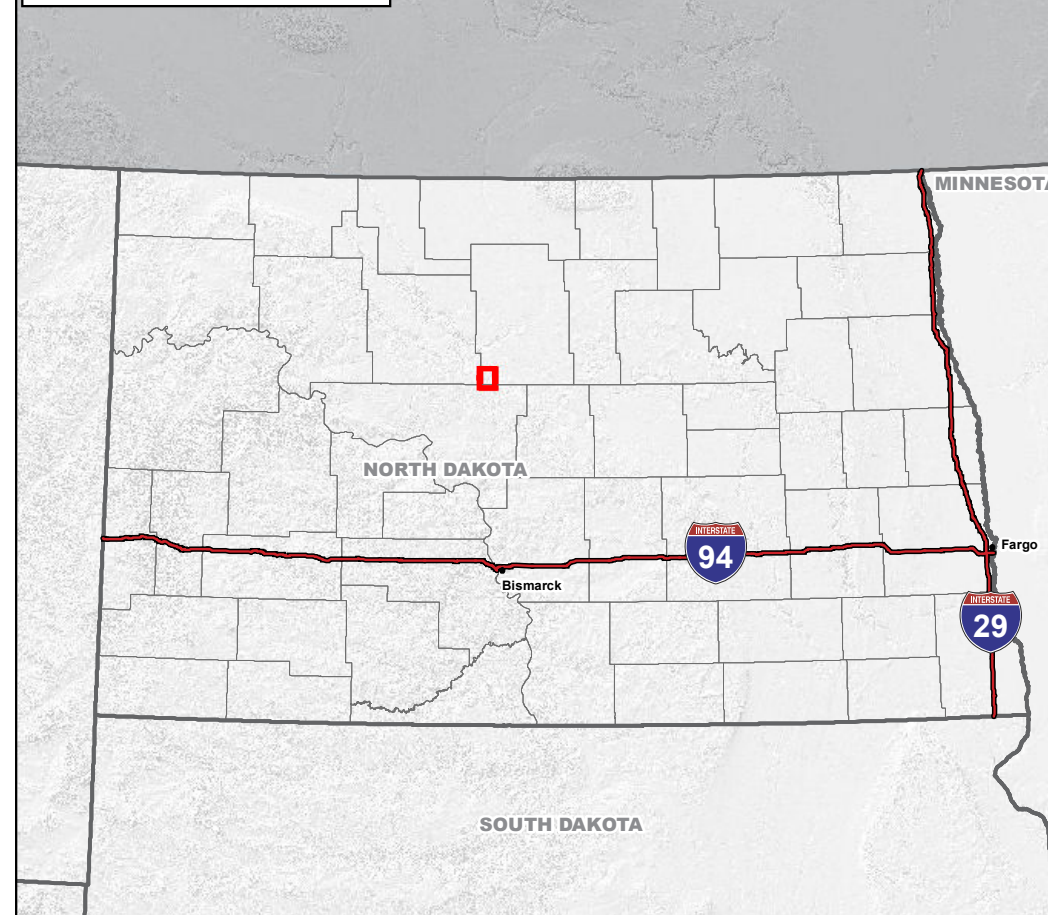 MINNESOTA
NORTH DAKOTA
INTERSTATE
94
Fargo
Bismarck
INTERSTATE
29
SOUTH DAKOTA